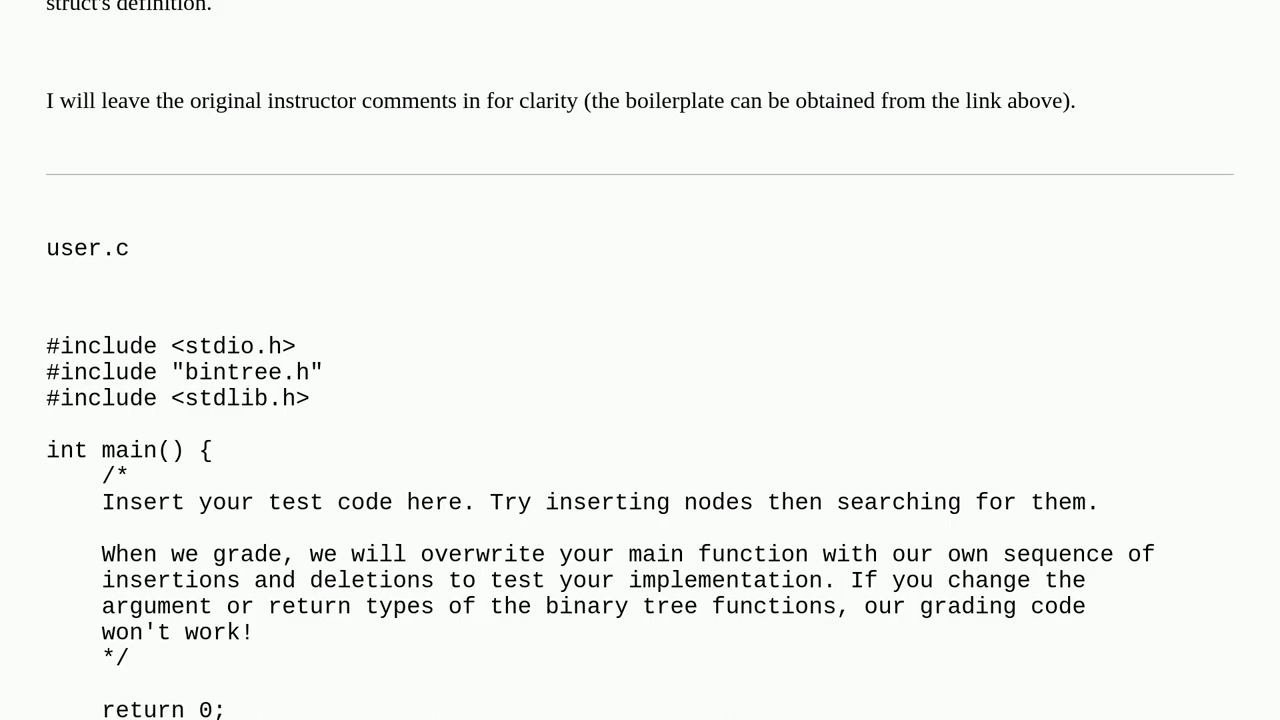 struct's definition.
I will leave the original instructor comments in for clarity (the boilerplate can be obtained from the link above).
user.c
#include <stdio.h>
#include "bintree.h"
#include <stdlib.h>
int main() {
/*
Insert your test code here. Try inserting nodes then searching for them.
When we grade, we will overwrite your main function with our own sequence of
insertions and deletions to test your implementation. If you change the
argument or return types of the binary tree functions, our grading code
won't work!
*/
return 0;